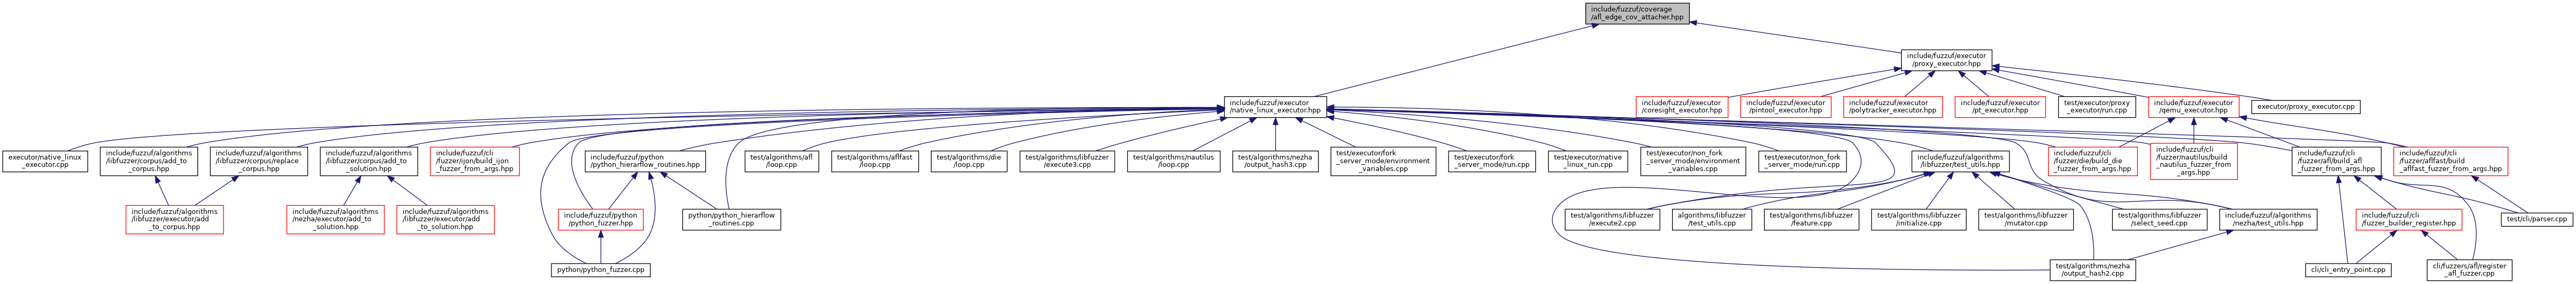 include/fuzzuf/coverage
/afl_edge_cov_attacher.hpp
include/fuzzuf/executor
/proxy_executor.hpp
include/fuzzuf/executor
/native_linux_executor.hpp
include/fuzzuf/executor
/coresight_executor.hpp
include/fuzzuf/executor
/pintool_executor.hpp
include/fuzzuf/executor
/polytracker_executor.hpp
include/fuzzuf/executor
/pt_executor.hpp
test/executor/proxy
_executor/run.cpp
include/fuzzuf/executor
/qemu_executor.hpp
executor/proxy_executor.cpp
executor/native_linux
_executor.cpp
include/fuzzuf/algorithms
/libfuzzer/corpus/add_to
_corpus.hpp
include/fuzzuf/algorithms
/libfuzzer/corpus/replace
_corpus.hpp
include/fuzzuf/algorithms
/libfuzzer/corpus/add_to
_solution.hpp
include/fuzzuf/cli
/fuzzer/ijon/build_ijon
_fuzzer_from_args.hpp
include/fuzzuf/python
/python_hierarflow_routines.hpp
test/algorithms/afl
/loop.cpp
test/algorithms/aflfast
/loop.cpp
test/algorithms/die
/loop.cpp
test/algorithms/libfuzzer
/execute3.cpp
test/algorithms/nautilus
/loop.cpp
test/algorithms/nezha
/output_hash3.cpp
test/executor/fork
_server_mode/environment
_variables.cpp
test/executor/fork
_server_mode/run.cpp
test/executor/native
_linux_run.cpp
test/executor/non_fork
_server_mode/environment
_variables.cpp
test/executor/non_fork
_server_mode/run.cpp
include/fuzzuf/algorithms
/libfuzzer/test_utils.hpp
include/fuzzuf/cli
/fuzzer/die/build_die
_fuzzer_from_args.hpp
include/fuzzuf/cli
/fuzzer/nautilus/build
_nautilus_fuzzer_from
_args.hpp
include/fuzzuf/cli
/fuzzer/afl/build_afl
_fuzzer_from_args.hpp
include/fuzzuf/cli
/fuzzer/aflfast/build
_aflfast_fuzzer_from_args.hpp
include/fuzzuf/algorithms
/libfuzzer/executor/add
_to_corpus.hpp
include/fuzzuf/algorithms
/nezha/executor/add_to
_solution.hpp
include/fuzzuf/algorithms
/libfuzzer/executor/add
_to_solution.hpp
include/fuzzuf/python
/python_fuzzer.hpp
python/python_hierarflow
_routines.cpp
test/algorithms/libfuzzer
/execute2.cpp
algorithms/libfuzzer
/test_utils.cpp
test/algorithms/libfuzzer
/feature.cpp
test/algorithms/libfuzzer
/initialize.cpp
test/algorithms/libfuzzer
/mutator.cpp
test/algorithms/libfuzzer
/select_seed.cpp
include/fuzzuf/algorithms
/nezha/test_utils.hpp
include/fuzzuf/cli
/fuzzer_builder_register.hpp
test/cli/parser.cpp
python/python_fuzzer.cpp
test/algorithms/nezha
/output_hash2.cpp
cli/cli_entry_point.cpp
cli/fuzzers/afl/register
_afl_fuzzer.cpp